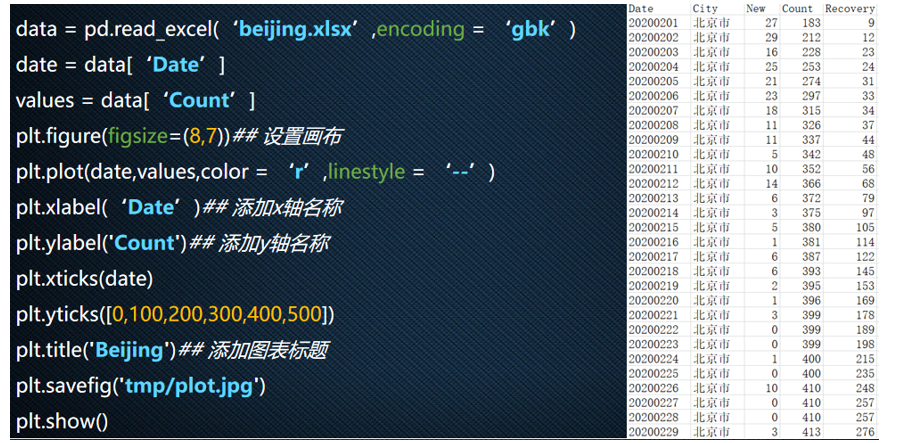 data = pd.read_excel( ‘beijing.xlsx’ ,encoding = ‘gbk’ )
date = data[ ‘Date’ ]
values = data[ ‘Count’ ]
plt.figure(figsize=(8,7))## 设置画布
plt.plot(date,values,color = ‘r’ ,linestyle = ‘--’ )
plt.xlabel( ‘Date’ )## 添加x轴名称
plt.ylabel('Count')## 添加y轴名称
plt.xticks(date)
plt.yticks([0,100,200,300,400,500])
plt.title('Beijing')## 添加图表标题
plt.savefig('tmp/plot.jpg')
plt.show()
Date City New Count Recovery
20200201 北京市 27 183 9
20200202 北京市 29 212 12
20200203 北京市 16 228 23
20200204 北京市 25 253 24
20200205 北京市 21 274 31
20200206 北京市 23 297 33
20200207 北京市 18 315 34
20200208 北京市 11 326 37
20200209 北京市 11 337 44
20200210 北京市 5 342 48
20200211 北京市 10 352 56
20200212 北京市 14 366 68
20200213 北京市 6 372 79
20200214 北京市 3 375 97
20200215 北京市 5 380 105
20200216 北京市 1 381 114
20200217 北京市 6 387 122
20200218 北京市 6 393 145
20200219 北京市 2 395 153
20200220 北京市 1 396 169
20200221 北京市 3 399 178
20200222 北京市 0 399 189
20200223 北京市 0 399 198
20200224 北京市 1 400 215
20200225 北京市 0 400 235
20200226 北京市 10 410 248
20200227 北京市 0 410 257
20200228 北京市 0 410 257
20200229 北京市 3 413 276